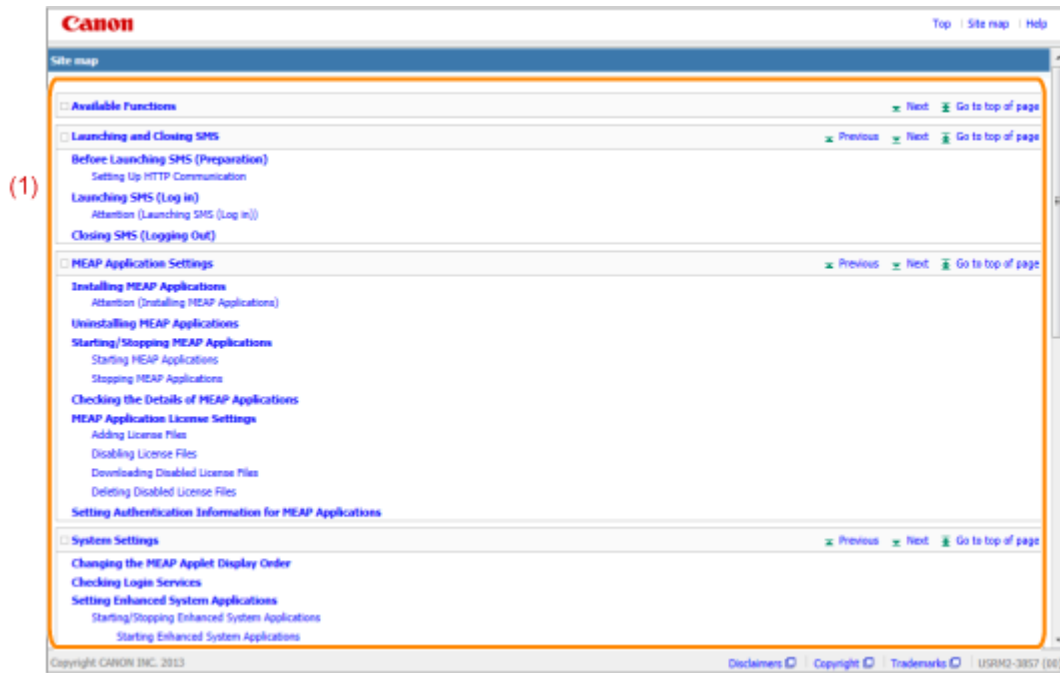 Canon
Top Site map Help
Site map
Available Functions
Next Go to top of page
Launching and Closing SMS
Previous Next Go to top of page
Before Launching SMS (Preparation)
Setting Up HTTP Communication
(1)
Launching SMS (Log in)
Attention (Launching SMS (Log in))
Closing SMS (Logging Out)
MEAP Application Settings
Previous Next Go to top of page
Installing MEAP Applications
Attention (Installing MEAP Applications)
Uninstalling MEAP Applications
Starting/Stopping MEAP Applications
Starting MEAP Applications
Stopping MEAP Applications
Checking the Details of MEAP Applications
MEAP Application License Settings
Adding License Files
Disabling License Files
Downloading Disabled License Files
Deleting Disabled License Files
Setting Authentication Information for MEAP Applications
System Settings
Previous Next Go to top of page
Changing the MEAP Applet Display Order
Checking Login Services
Setting Enhanced System Applications
Starting/Stopping Enhanced System Applications
Starting Enhanced System Applications
Copyright CANON INC. 2013
Disclaimers Copyright Trademarks USRM2-3857